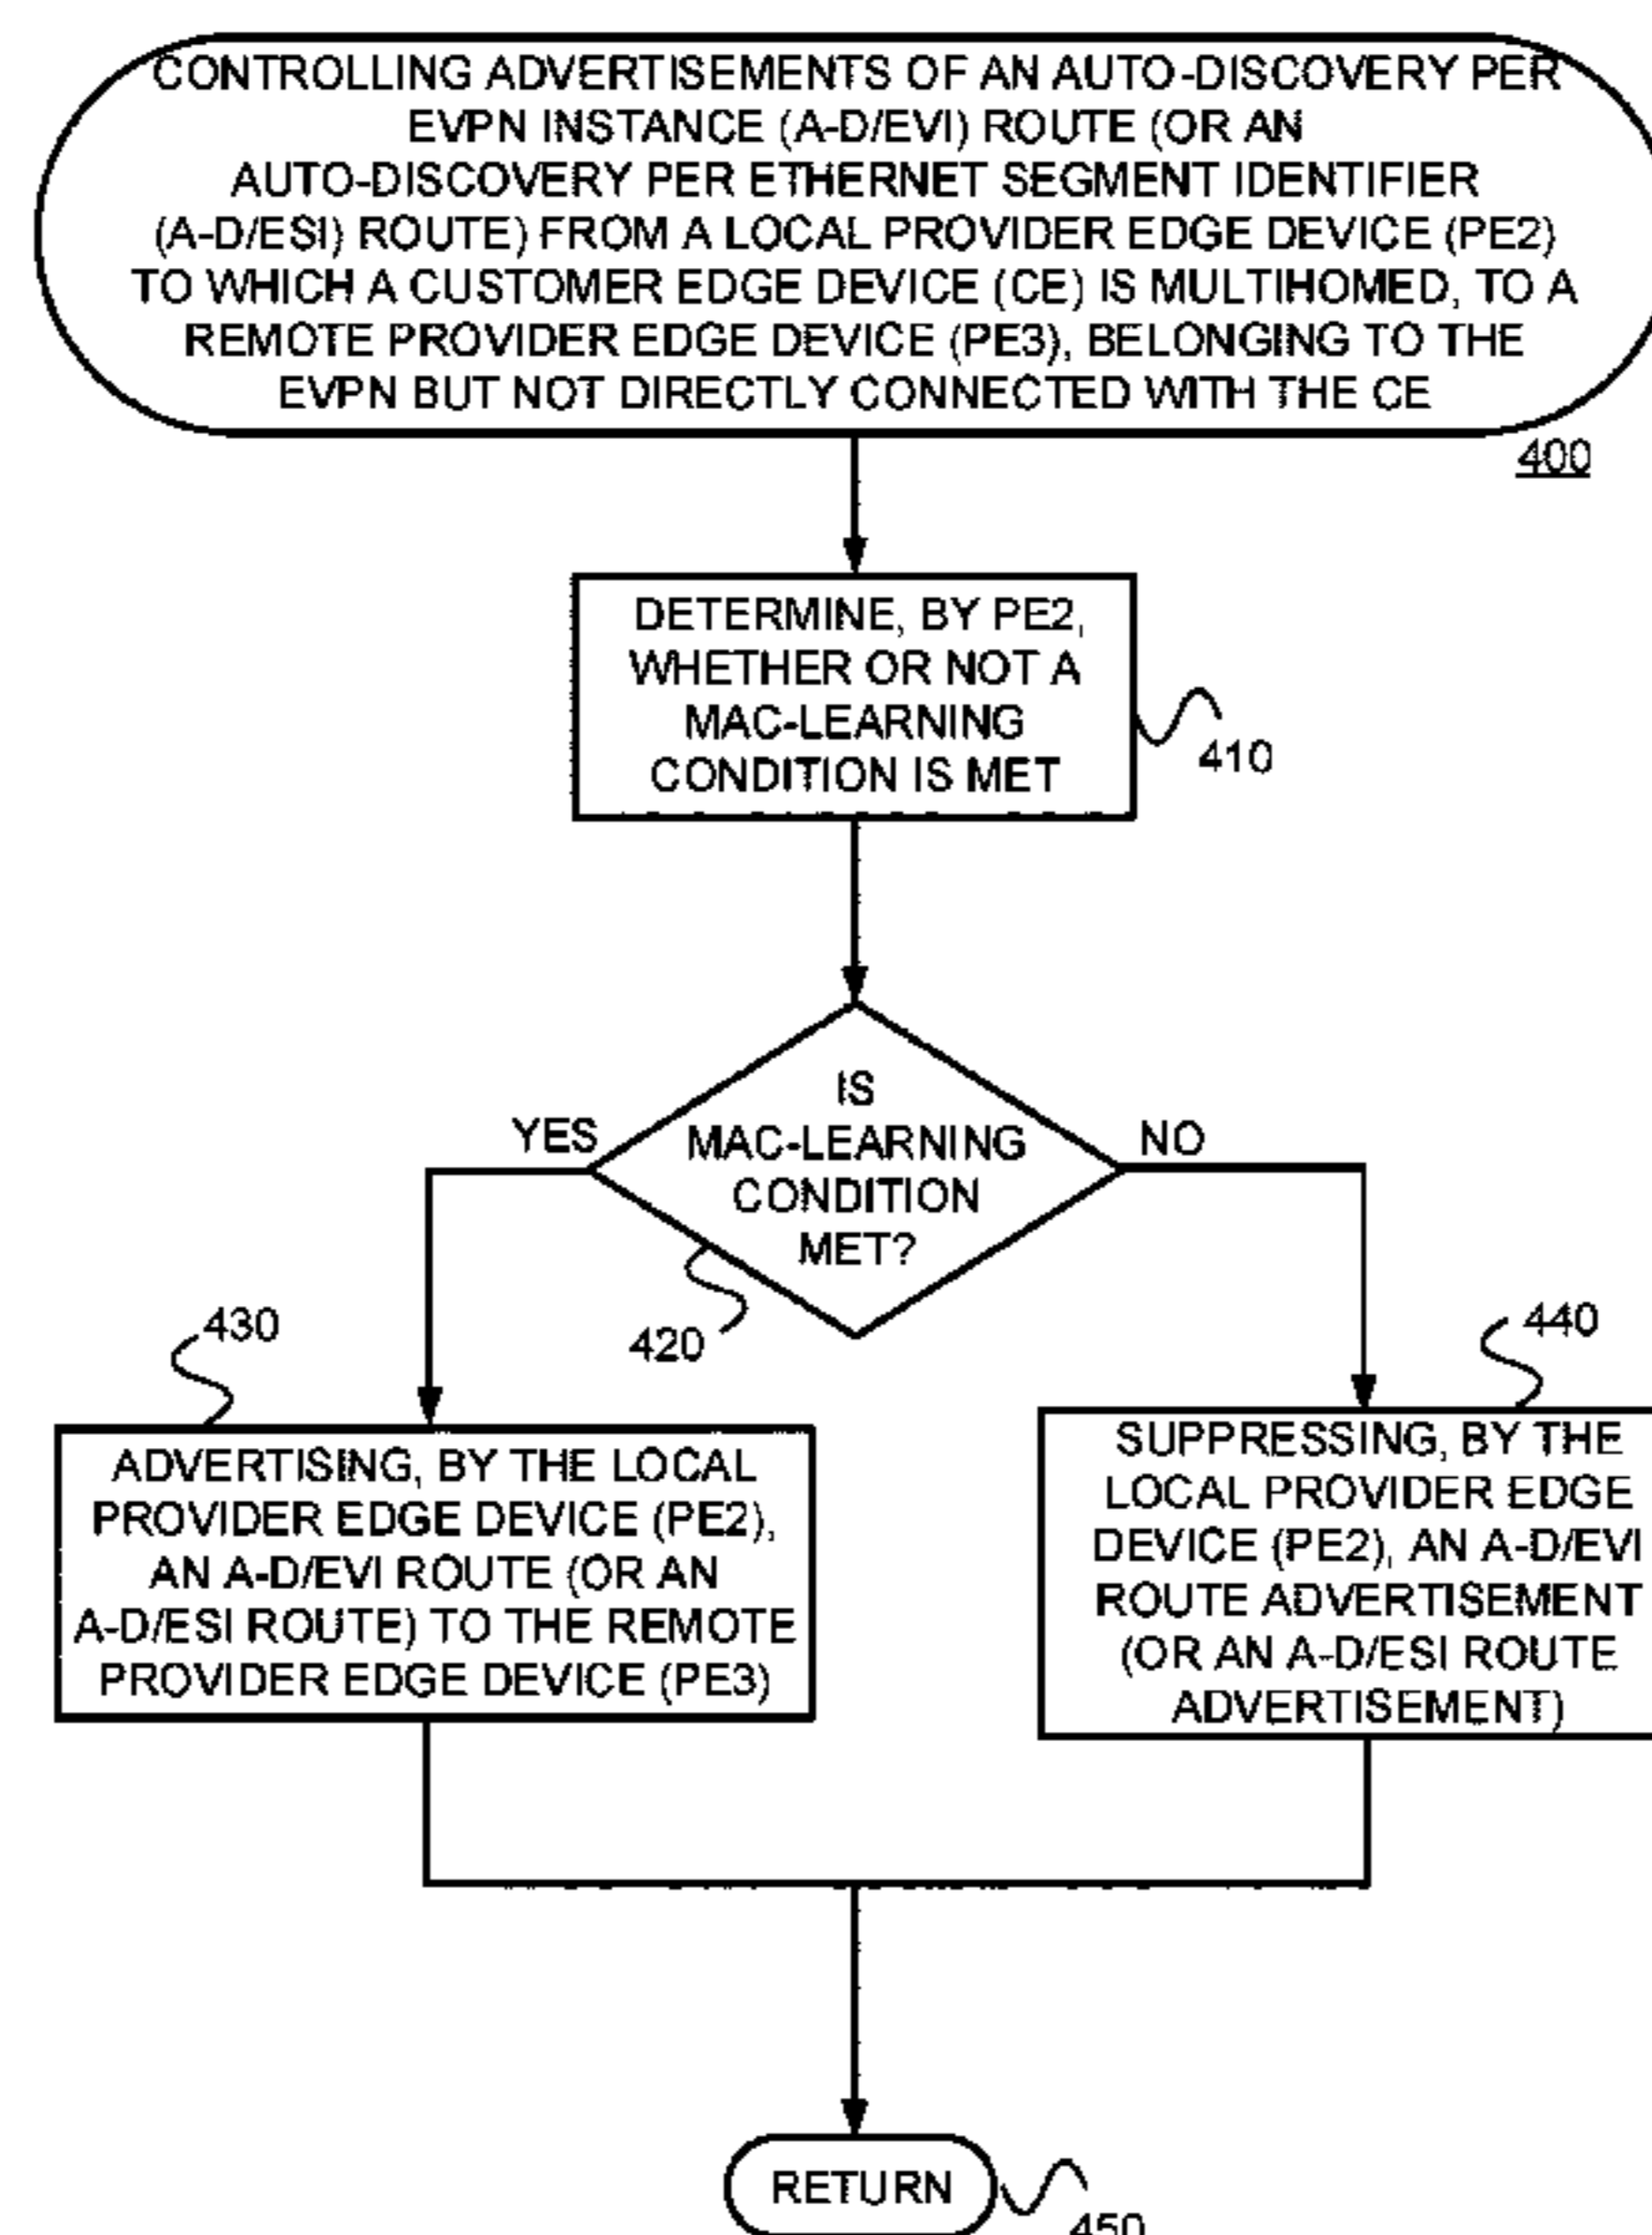 CONTROLLING ADVERTISEMENTS OF AN AUTO-DISCOVERY PER
EVPN INSTANCE (A-D/EVI) ROUTE (OR AN
AUTO-DISCOVERY PER ETHERNET SEGMENT IDENTIFIER
(A-D/ESI) ROUTE) FROM A LOCAL PROVIDER EDGE DEVICE (PE2)
TO WHICH A CUSTOMER EDGE DEVICE (CE) IS MULTIHOMED, TO A
REMOTE PROVIDER EDGE DEVICE (PE3), BELONGING TO THE
EVPN BUT NOT DIRECTLY CONNECTED WITH THE CE
400
DETERMINE, BY PE2,
WHETHER OR NOT A
MAC-LEARNING
CONDITION IS MET
410
IS
MAC-LEARNING
CONDITION
MET?
YES
NO
420
430
440
ADVERTISING, BY THE LOCAL
PROVIDER EDGE DEVICE (PE2),
AN A-D/EVI ROUTE (OR AN
A-D/ESI ROUTE) TO THE REMOTE
PROVIDER EDGE DEVICE (PE3)
SUPPRESSING, BY THE
LOCAL PROVIDER EDGE
DEVICE (PE2), AN A-D/EVI
ROUTE ADVERTISEMENT
(OR AN A-D/ESI ROUTE
ADVERTISEMENT)
RETURN
450